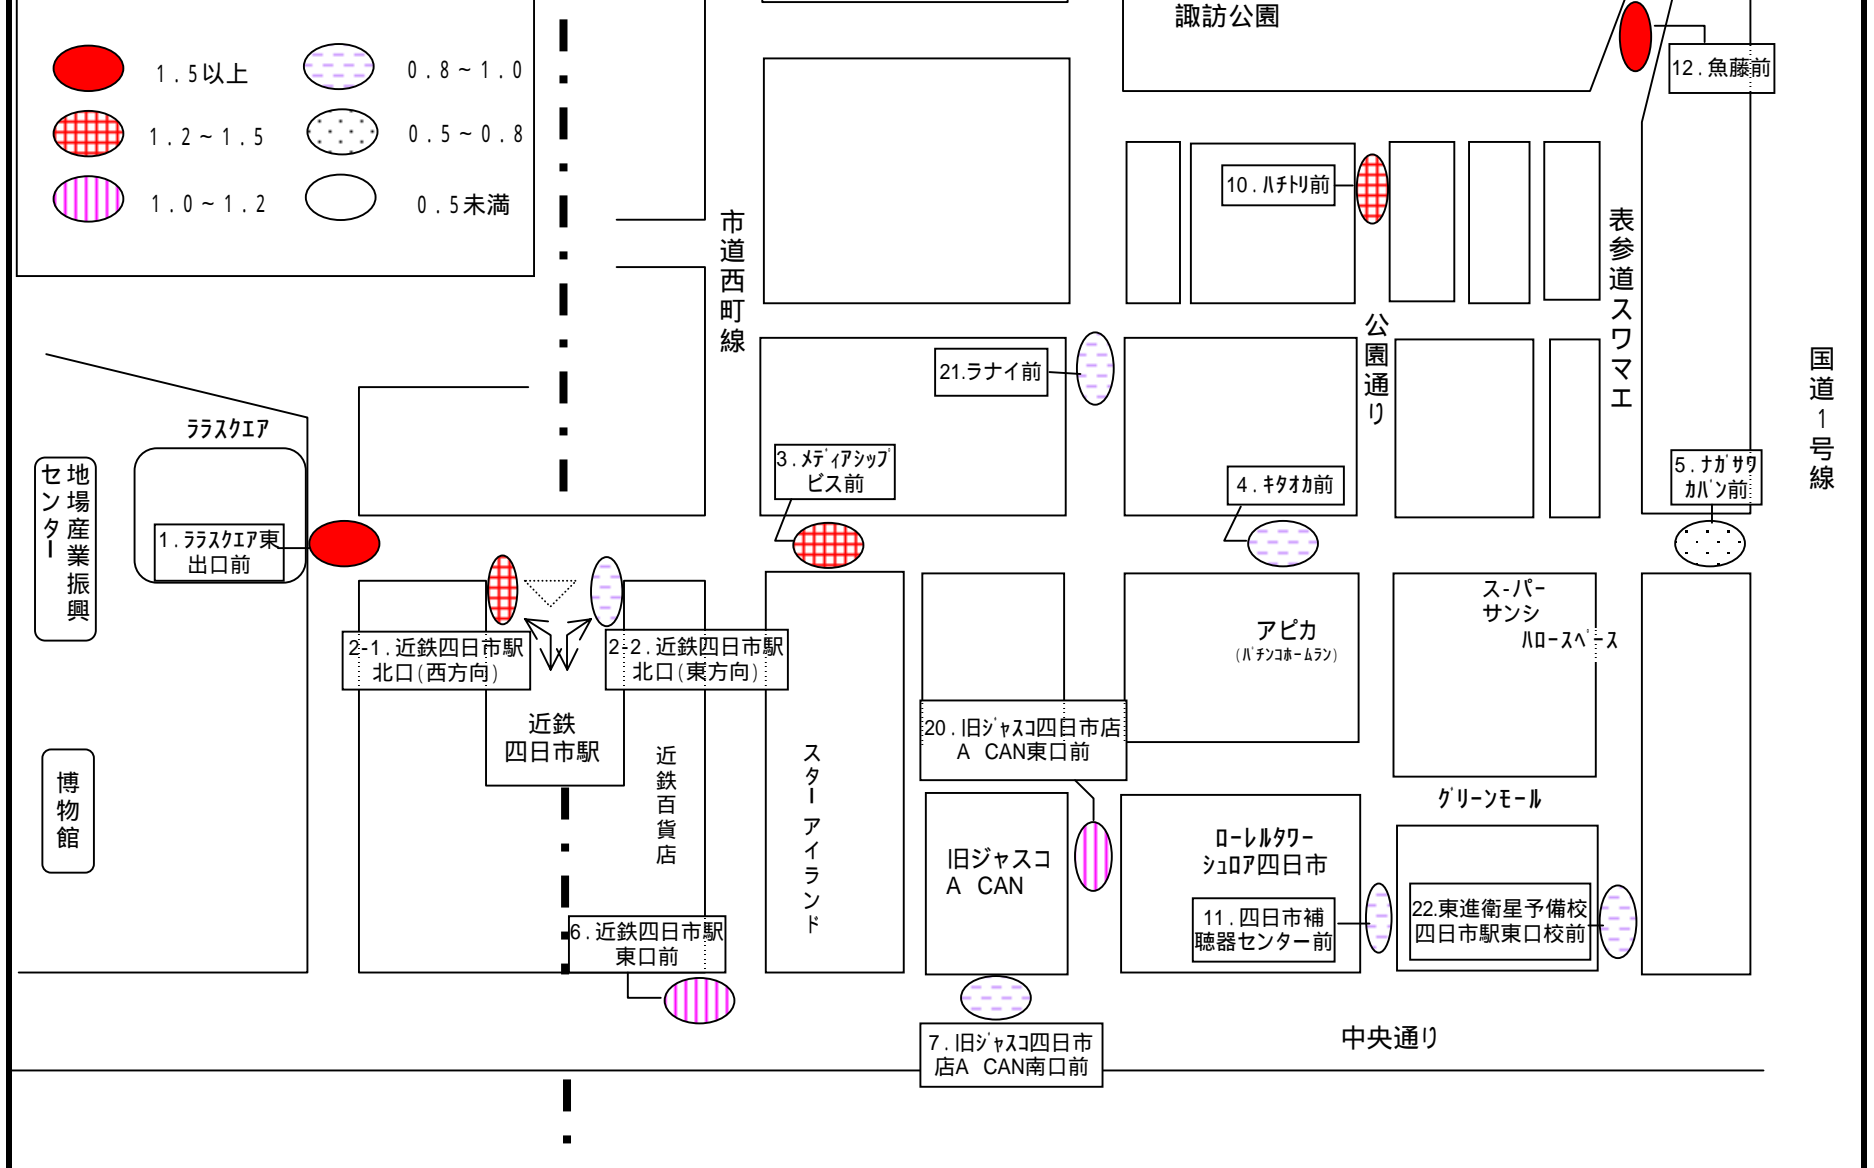 諏訪公園
1.5以上
0.8～1.0
1.2～1.5
0.5～0.8
1.0～1.2
0.5未満
12.魚藤前
10.ﾊﾁﾄﾘ前
市道西町線
表参道スワマエ
公園通り
国道1号線
21.ラナイ前
ﾗﾗｽｸｴｱ
地場産業振興
センター
1.ﾗﾗｽｸｴｱ東
出口前
3.ﾒﾃﾞｨｱｼｯﾌﾟ
ビス前
4.ｷﾀｵｶ前
5.ﾅｶﾞｻﾜ
ｶﾊﾞﾝ前
2-1.近鉄四日市駅
北口(西方向)
2-2.近鉄四日市駅
北口(東方向)
近鉄
四日市駅
近鉄百貨店
スターアイランド
アピカ
(ﾊﾟﾁﾝｺﾎｰﾑﾗﾝ)
ス-パー
サンシ
ﾊﾛｰｽﾍﾟｰｽ
20.旧ｼﾞｬｽｺ四日市店
A CAN東口前
博物館
ｸﾞﾘｰﾝﾓｰﾙ
旧ジャスコ
A CAN
ﾛｰﾚﾙﾀﾜｰ
ｼｭﾛｱ四日市
11.四日市補
聴器センター前
22.東進衛星予備校
四日市駅東口校前
6.近鉄四日市駅
東口前
7.旧ｼﾞｬｽｺ四日市
店A CAN南口前
中央通り